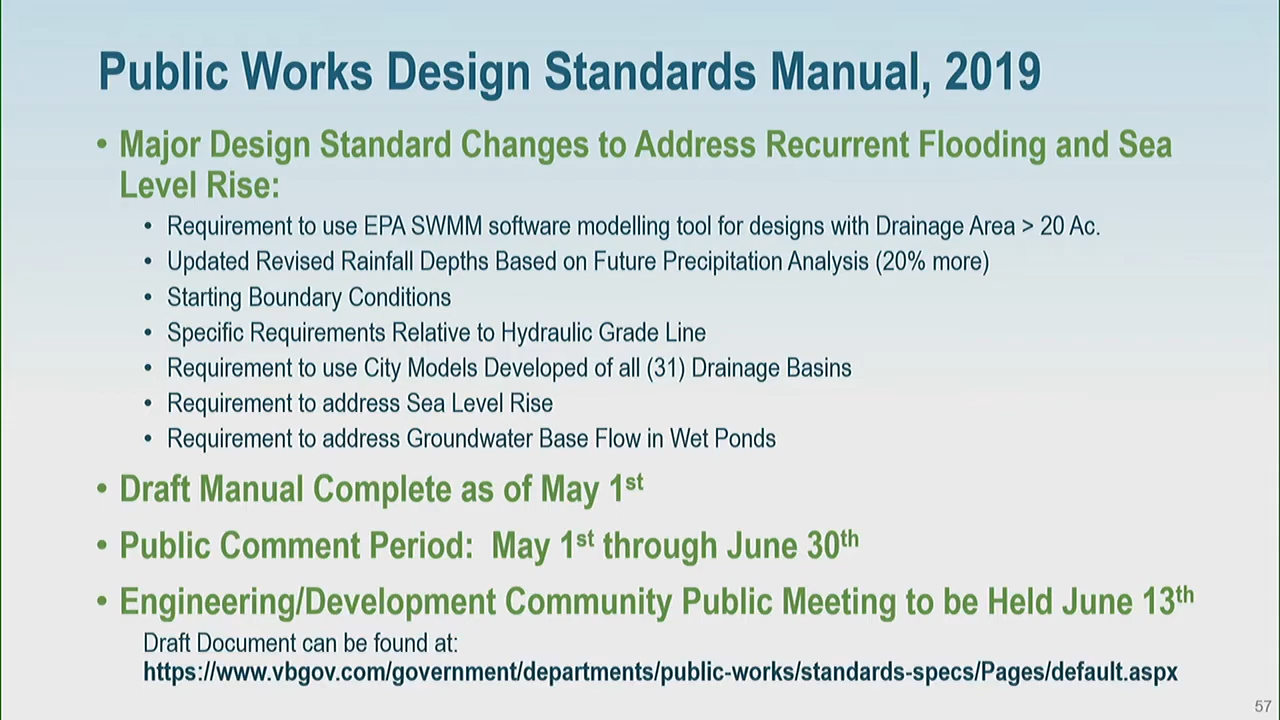 Public Works Design Standards Manual, 2019
• Major Design Standard Changes to Address Recurrent Flooding and Sea
Level Rise:
• Requirement to use EPA SWMM software modelling tool for designs with Drainage Area > 20 Ac.
• Updated Revised Rainfall Depths Based on Future Precipitation Analysis (20% more)
• Starting Boundary Conditions
• Specific Requirements Relative to Hydraulic Grade Line
• Requirement to use City Models Developed of all (31) Drainage Basins
• Requirement to address Sea Level Rise
• Requirement to address Groundwater Base Flow in Wet Ponds
• Draft Manual Complete as of May 1st
• Public Comment Period: May 1st through June 30th
• Engineering/Development Community Public Meeting to be Held June 13th
Draft Document can be found at:
https://www.vbgov.com/government/departments/public-works/standards-specs/Pages/default.aspx
57